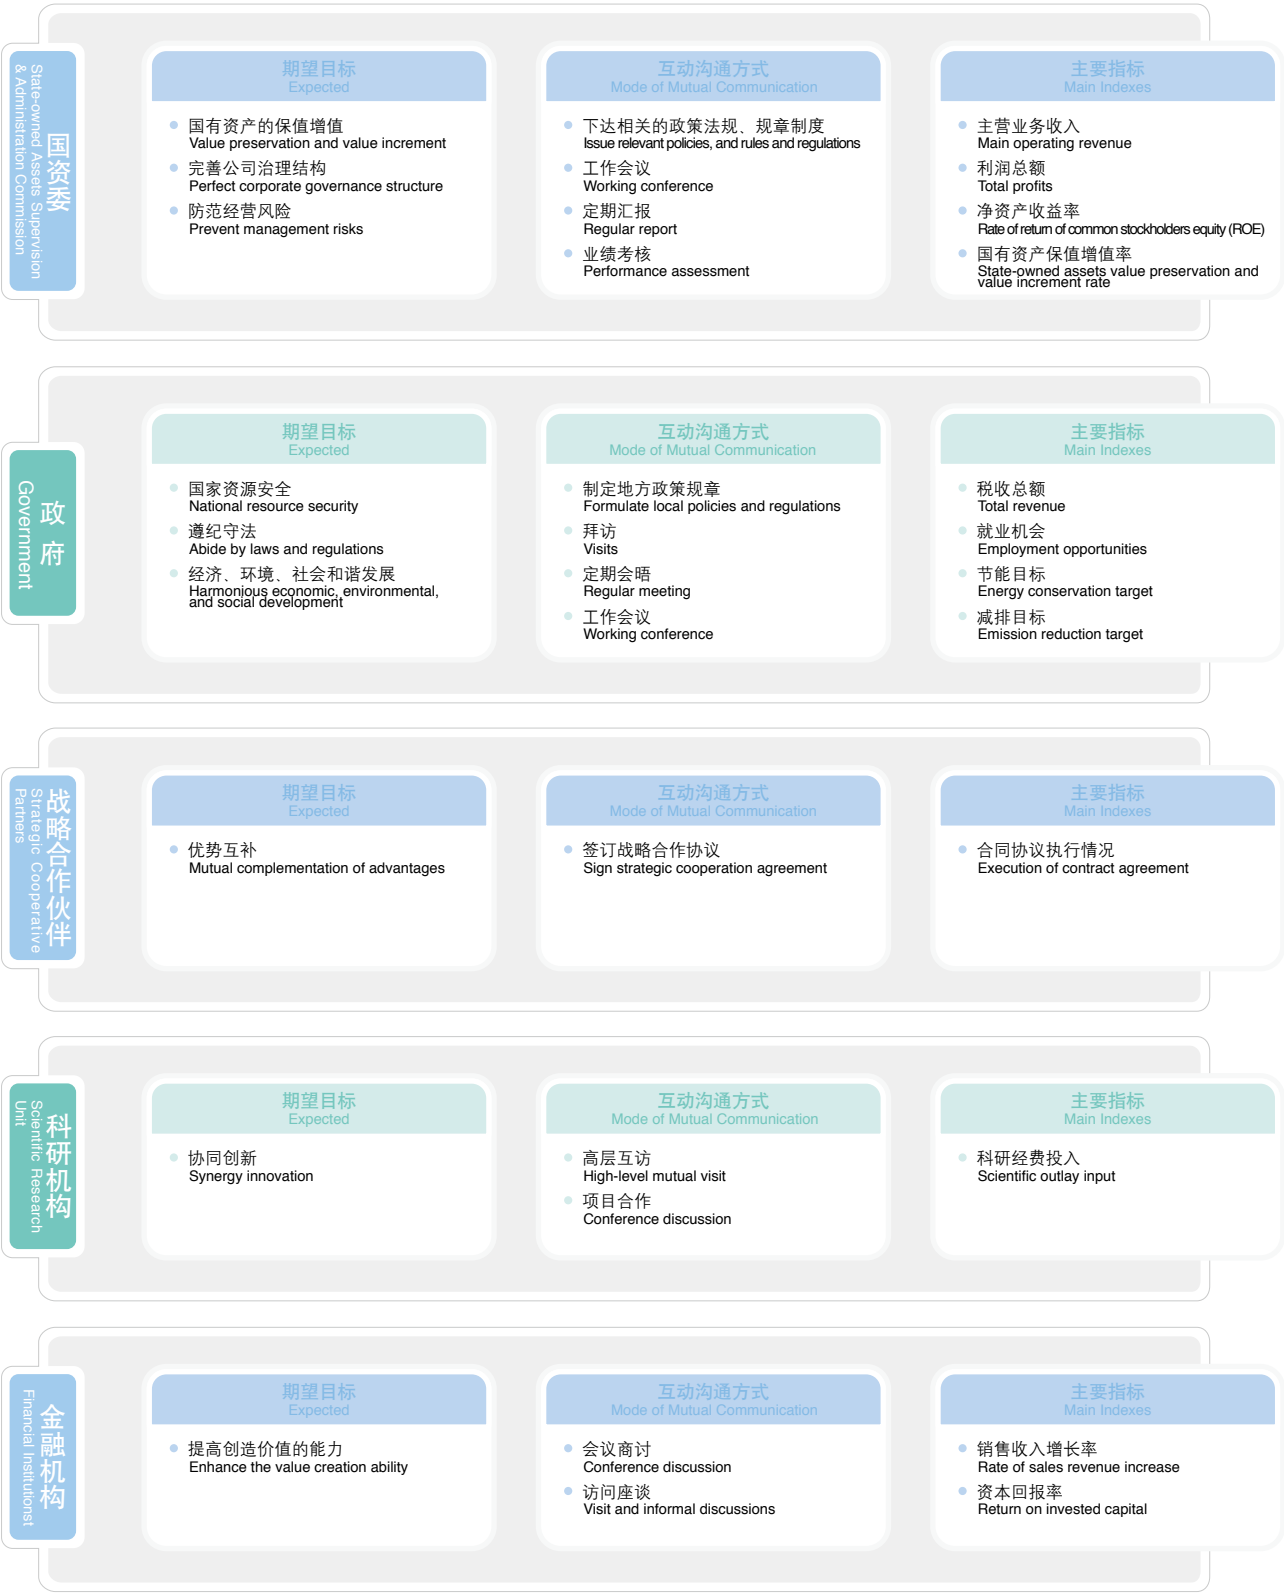 国资委
State-owned Assets Supervision
& Administration Commission
期望目标
Expected
国有资产的保值增值
Value preservation and value increment
完善公司治理结构
Perfect corporate governance structure
防范经营风险
Prevent management risks
互动沟通方式
Mode of Mutual Communication
下达相关的政策法规、规章制度
Issue relevant policies, and rules and regulations
工作会议
Working conference
定期汇报
Regular report
业绩考核
Performance assessment
主要指标
Main Indexes
主营业务收入
Main operating revenue
利润总额
Total profits
净资产收益率
Rate of return of common stockholders equity (ROE)
国有资产保值增值率
State-owned assets value preservation and
value increment rate
政府
Government
期望目标
Expected
国家资源安全
National resource security
遵纪守法
Abide by laws and regulations
经济、环境、社会和谐发展
Harmonious economic, environmental,
and social development
互动沟通方式
Mode of Mutual Communication
制定地方政策规章
Formulate local policies and regulations
拜访
Visits
定期会晤
Regular meeting
工作会议
Working conference
主要指标
Main Indexes
税收总额
Total revenue
就业机会
Employment opportunities
节能目标
Energy conservation target
减排目标
Emission reduction target
战略合作伙伴
Strategic Cooperative
Partners
期望目标
Expected
优势互补
Mutual complementation of advantages
互动沟通方式
Mode of Mutual Communication
签订战略合作协议
Sign strategic cooperation agreement
主要指标
Main Indexes
合同协议执行情况
Execution of contract agreement
科研机构
Scientific Research
Unit
期望目标
Expected
协同创新
Synergy innovation
互动沟通方式
Mode of Mutual Communication
高层互访
High-level mutual visit
项目合作
Conference discussion
主要指标
Main Indexes
科研经费投入
Scientific outlay input
金融机构
Financial Institutionst
期望目标
Expected
提高创造价值的能力
Enhance the value creation ability
互动沟通方式
Mode of Mutual Communication
会议商讨
Conference discussion
访问座谈
Visit and informal discussions
主要指标
Main Indexes
销售收入增长率
Rate of sales revenue increase
资本回报率
Return on invested capital